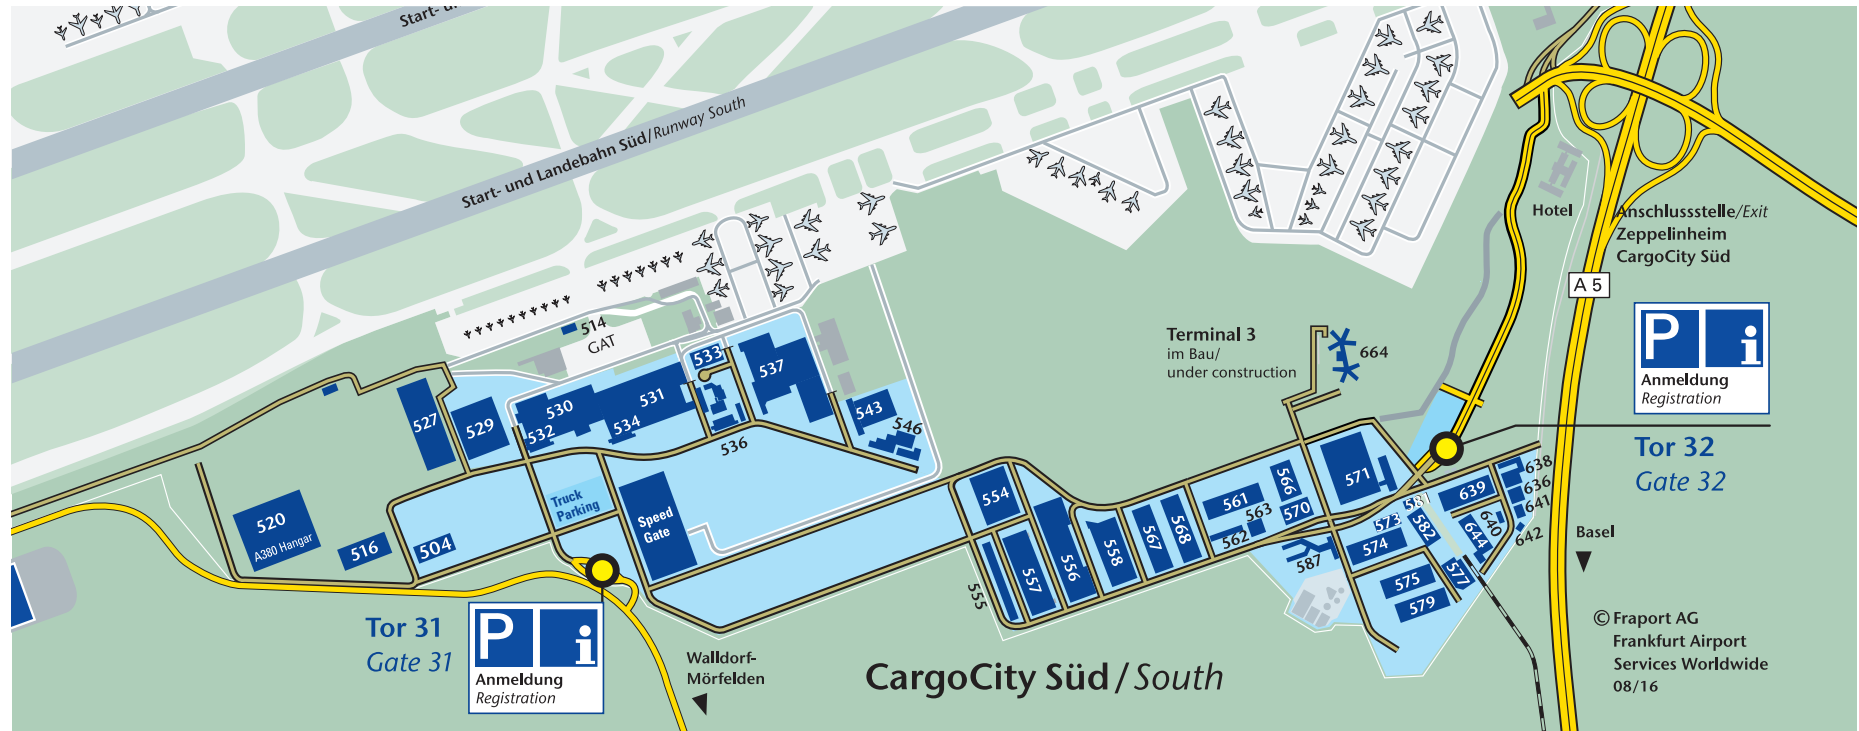 Start- u
Start- und Landebahn Süd/Runway South
Hotel
Anschlussstelle/Exit
Zeppelinheim
CargoCity Süd
A 5
P i
Anmeldung
Registration
Tor 32
Gate 32
Basel
© Fraport AG
Frankfurt Airport
Services Worldwide
08/16
Terminal 3
im Bau/
under construction
664
514
GAT
533
537
527
529
530
531
532
534
536
543
546
Truck
Parking
Speed
Gate
520
A380 Hangar
516
504
554
555
557
556
558
567
568
561
562
563
566
570
571
587
573
574
575
579
577
581
582
639
640
644
638
636
641
642
Tor 31
Gate 31
P i
Anmeldung
Registration
Walldorf-
Mörfelden
CargoCity Süd / South